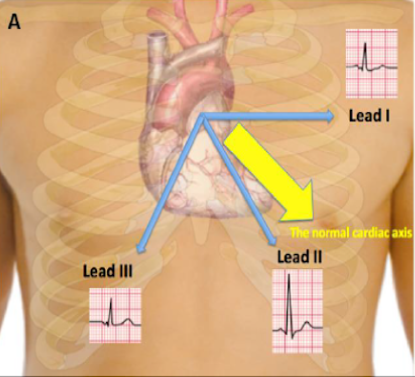 A
Lead I
The normal cardiac axis
Lead II
Lead III